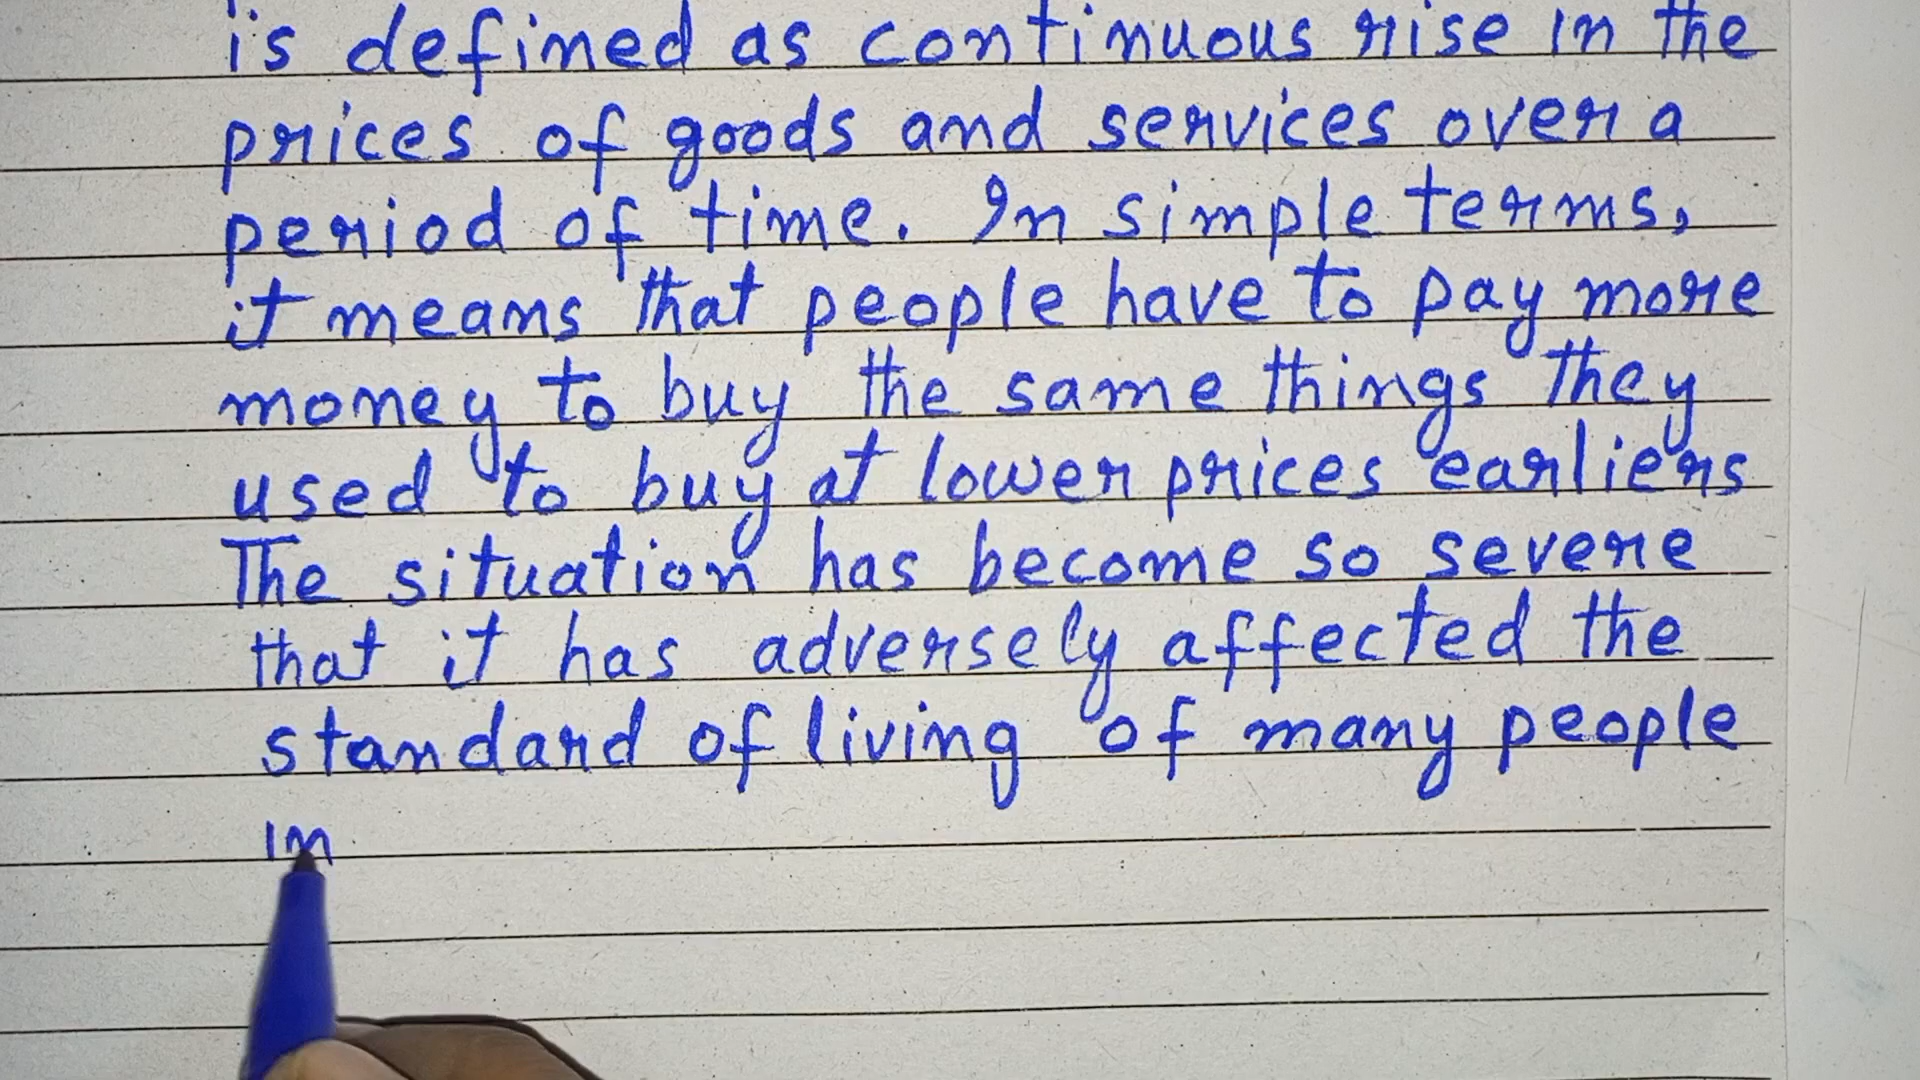 is defined as continuous rise in the
prices of goods and services over a
period of time. In simple terms,
it means that people have to pay more
money to buy the same things they
used to buy at lower prices earliers
The situation has become so severe
that it has adversely affected the
standard of living of many people
in